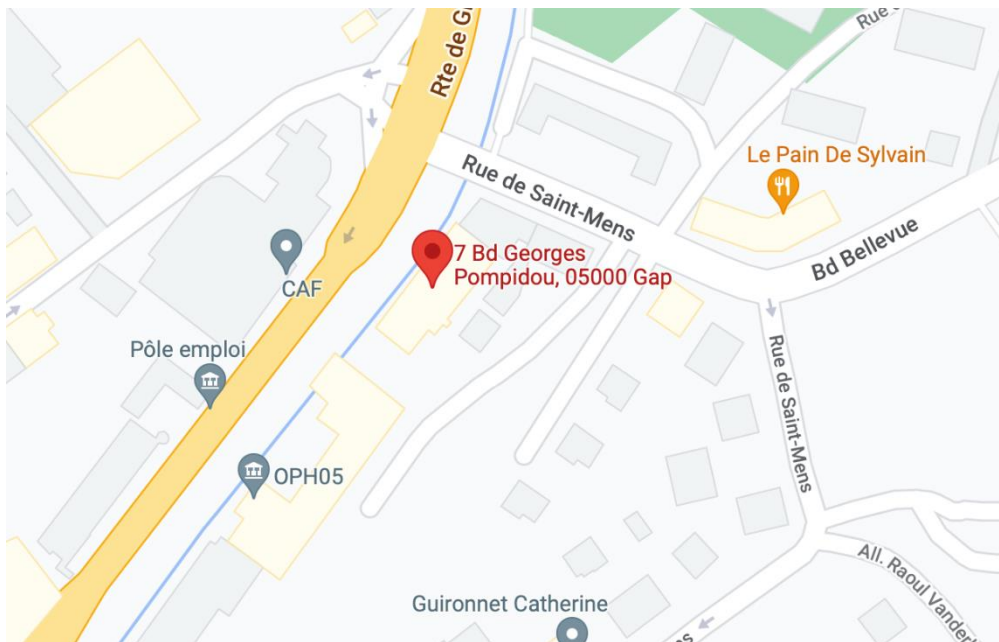 Rte de G
Rue
Rue de Saint-Mens
Le Pain De Sylvain
Bd Bellevue
7 Bd Georges
Pompidou, 05000 Gap
CAF
Pôle emploi
Rue de Saint-Mens
OPH05
All. Raoul Vander
Guironnet Catherine